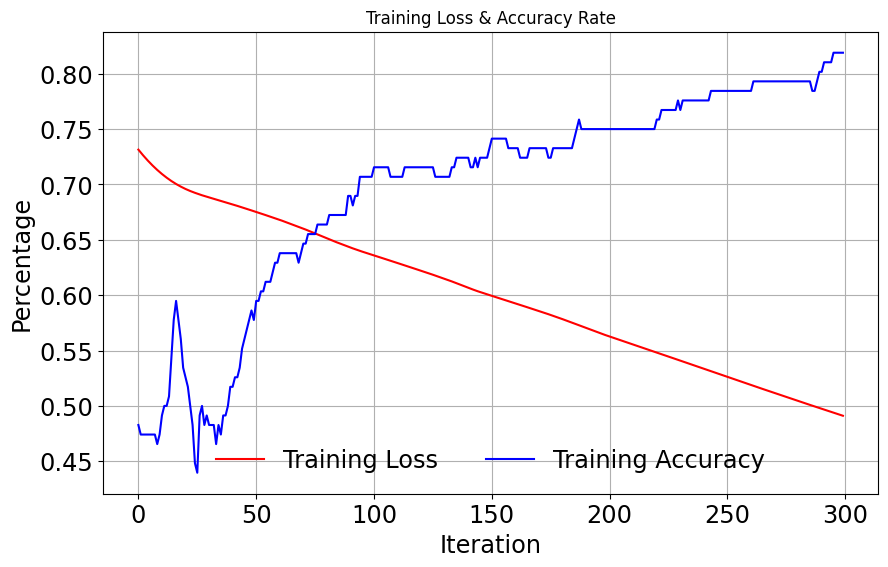 Training Loss & Accuracy Rate
Percentage
0.80
0.75
0.70
0.65
0.60
0.55
0.50
0.45
Training Loss
Training Accuracy
0 50 100 150 200 250 300
Iteration